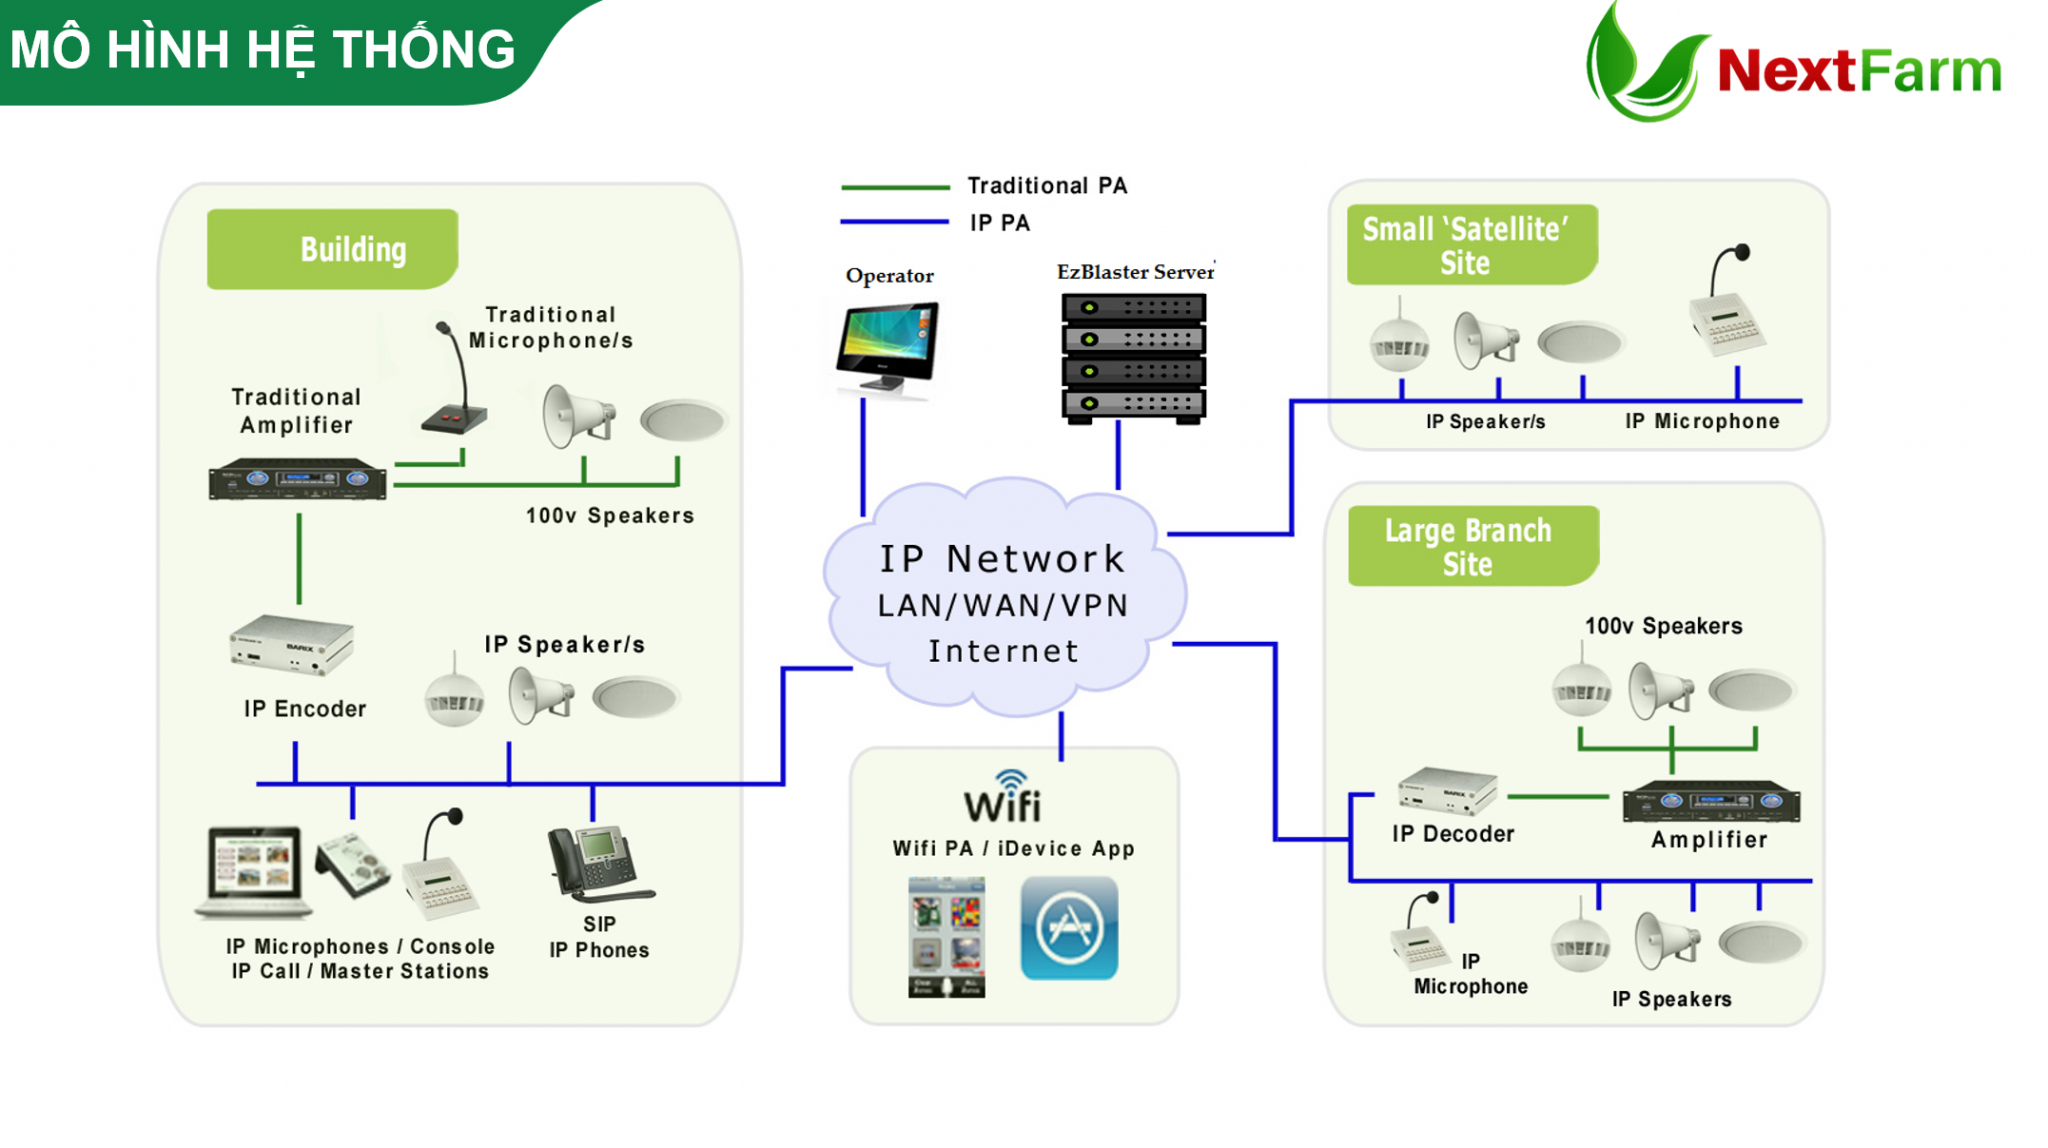 MÔ HÌNH HỆ THỐNG
NextFarm
Traditional PA
IP PA
Building
Traditional
Microphone/s
Traditional
Amplifier
100v Speakers
BARIX
IP Encoder
IP Speaker/s
IP Microphones / Console
IP Call / Master Stations
SIP
IP Phones
Operator
EzBlaster Server
IP Network
LAN/WAN/VPN
Internet
Wifi
Wifi PA / iDevice App
Small ‘Satellite’
Site
IP Speaker/s
IP Microphone
Large Branch
Site
100v Speakers
BARIX
IP Decoder
Amplifier
IP
Microphone
IP Speakers